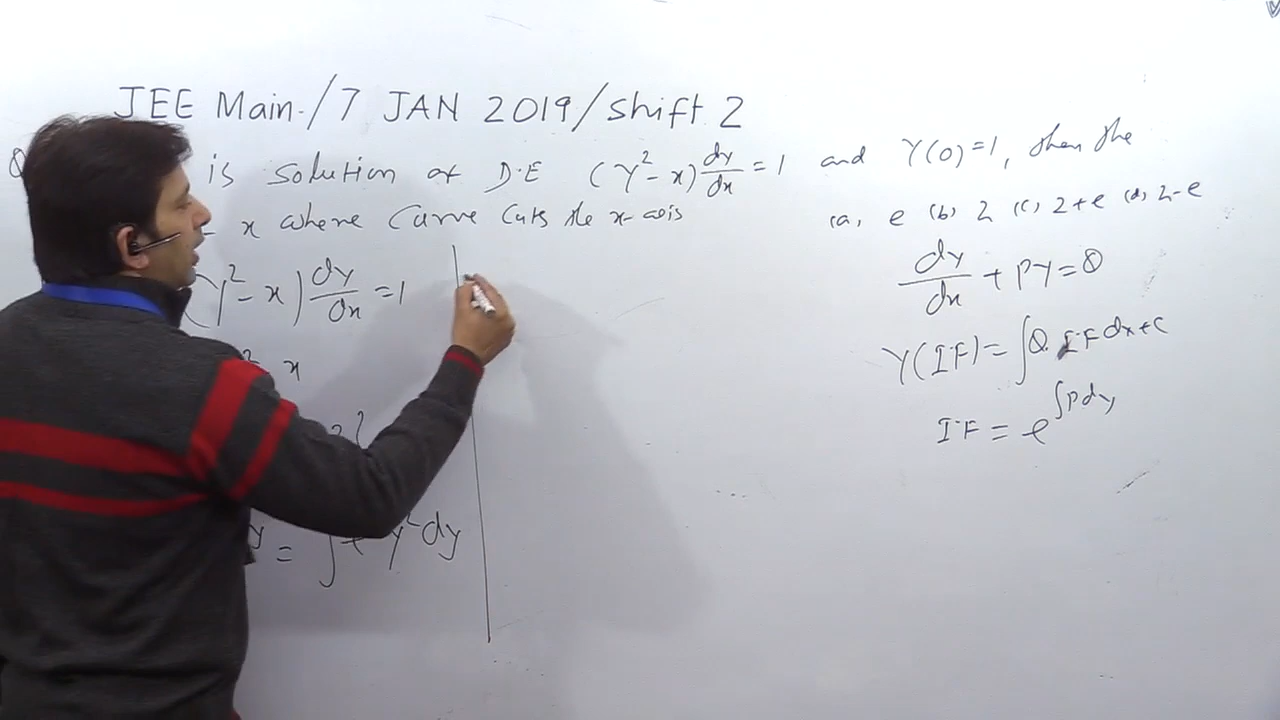 JEE Main./7 JAN 2019/Shift 2
is solution of D.E (y²-x) dy/dx = 1 and Y(0)=1, then the
x where Curve Cuts the x-axis (a) e (b) 2 (c) 2+e (d) 2-e
y²-x) dy/dx = 1
x
y = ∫ y² dy
dy/dx + Py = Q
Y(I.F) = ∫Q. I.F dx+c
I.F = e^∫Pdy